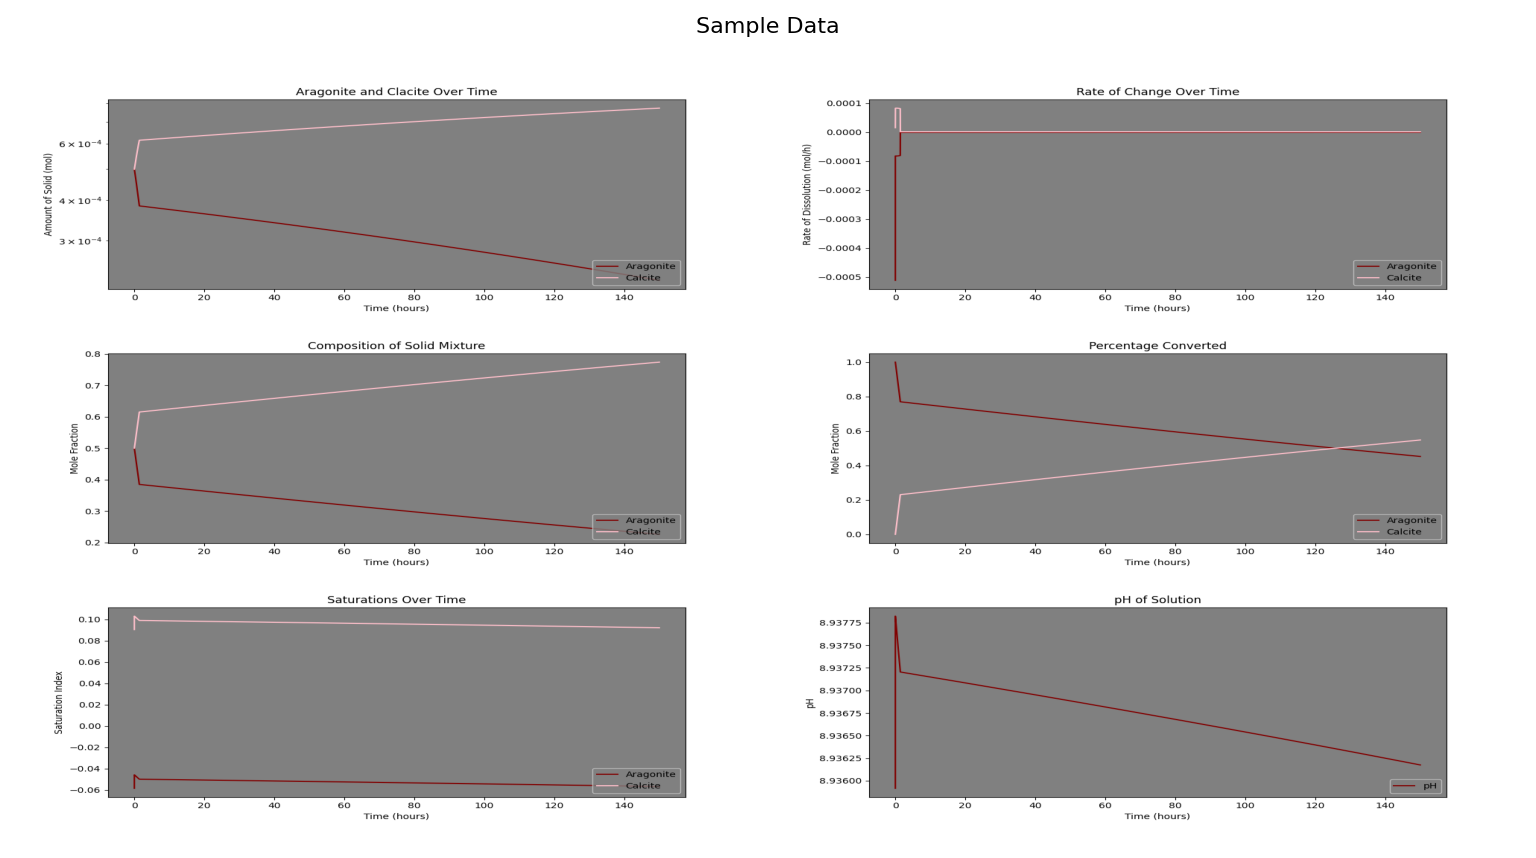 Sample Data
Aragonite and Clacite Over Time
Amount of Solid (mol)
6 × 10⁻⁴
4 × 10⁻⁴
3 × 10⁻⁴
0 20 40 60 80 100 120 140
Time (hours)
Aragonite
Calcite
Rate of Change Over Time
Rate of Dissolution (mol/h)
0.0001
0.0000
−0.0001
−0.0002
−0.0003
−0.0004
−0.0005
0 20 40 60 80 100 120 140
Time (hours)
Aragonite
Calcite
Composition of Solid Mixture
Mole Fraction
0.8
0.7
0.6
0.5
0.4
0.3
0.2
0 20 40 60 80 100 120 140
Time (hours)
Aragonite
Calcite
Percentage Converted
Mole Fraction
1.0
0.8
0.6
0.4
0.2
0.0
0 20 40 60 80 100 120 140
Time (hours)
Aragonite
Calcite
Saturations Over Time
Saturation Index
0.10
0.08
0.06
0.04
0.02
0.00
−0.02
−0.04
−0.06
0 20 40 60 80 100 120 140
Time (hours)
Aragonite
Calcite
pH of Solution
pH
8.93775
8.93750
8.93725
8.93700
8.93675
8.93650
8.93625
8.93600
0 20 40 60 80 100 120 140
Time (hours)
pH